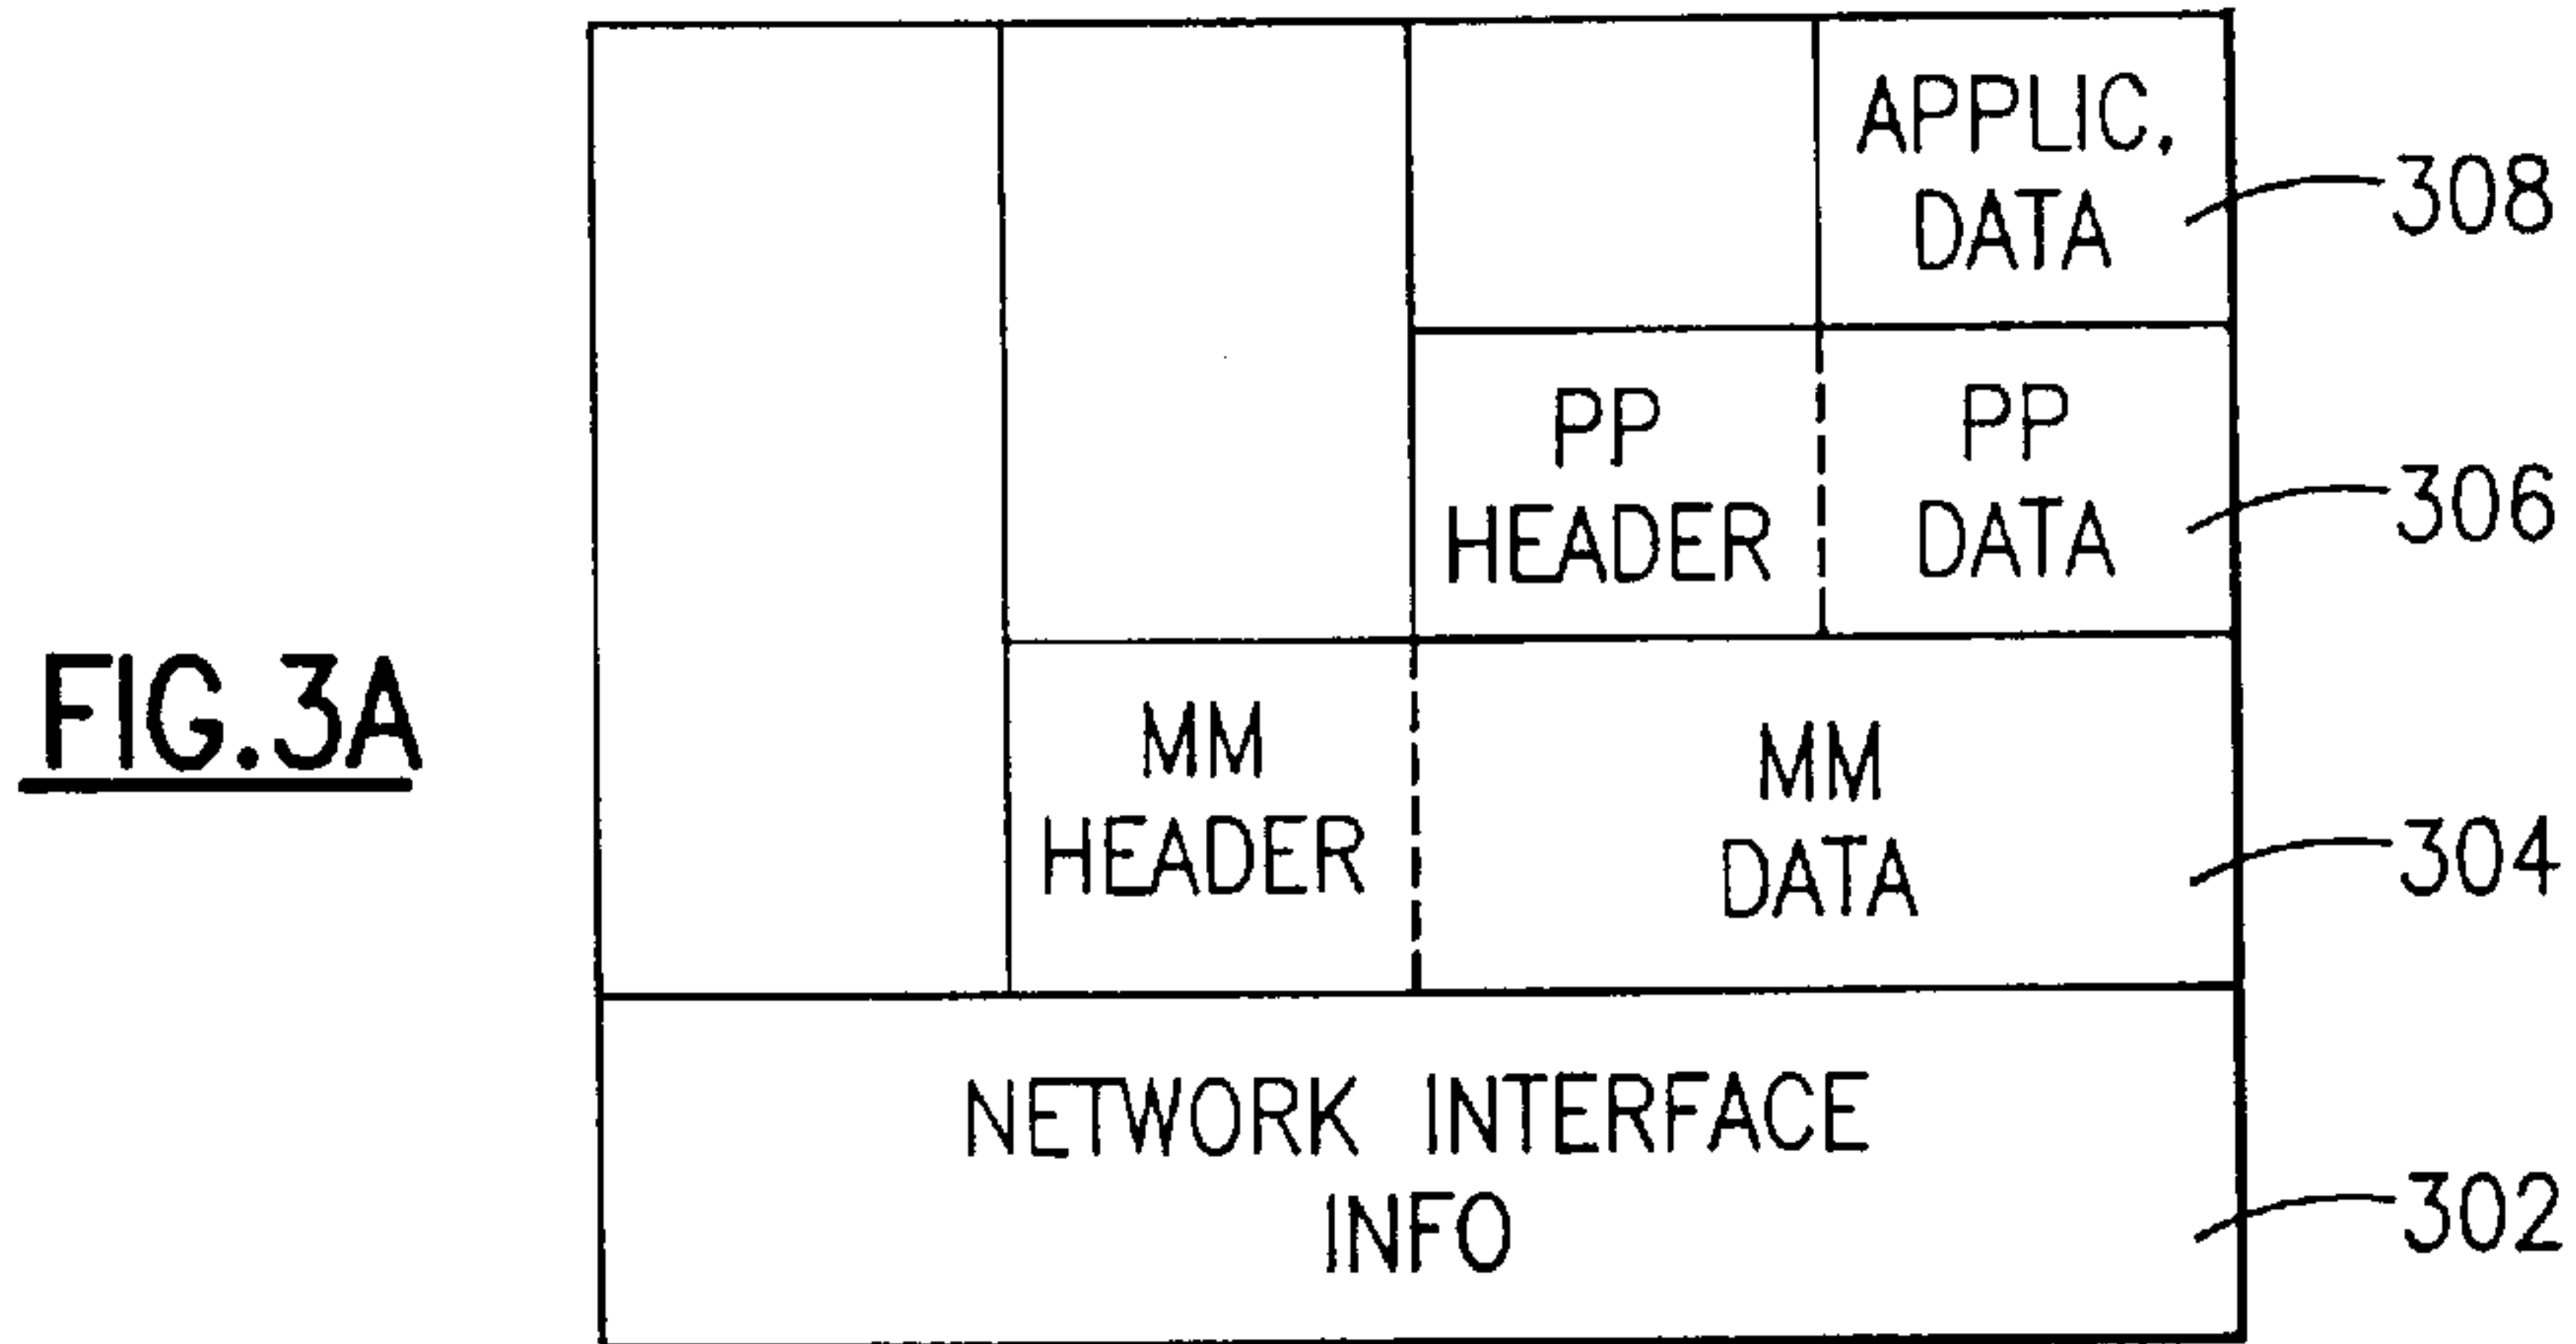 APPLIC,
DATA
308
PP
HEADER
PP
DATA
306
FIG.3A
MM
HEADER
MM
DATA
304
NETWORK INTERFACE
INFO
302